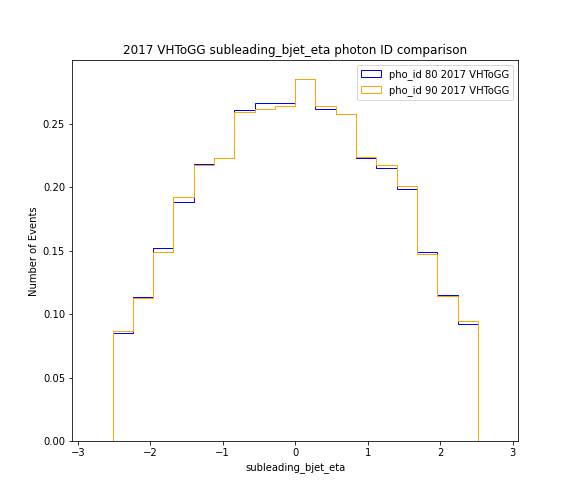 2017 VHToGG subleading_bjet_eta photon ID comparison
pho_id 80 2017 VHToGG
pho_id 90 2017 VHToGG
Number of Events
0.25
0.20
0.15
0.10
0.05
0.00
−3
−2
−1
0
1
2
3
subleading_bjet_eta